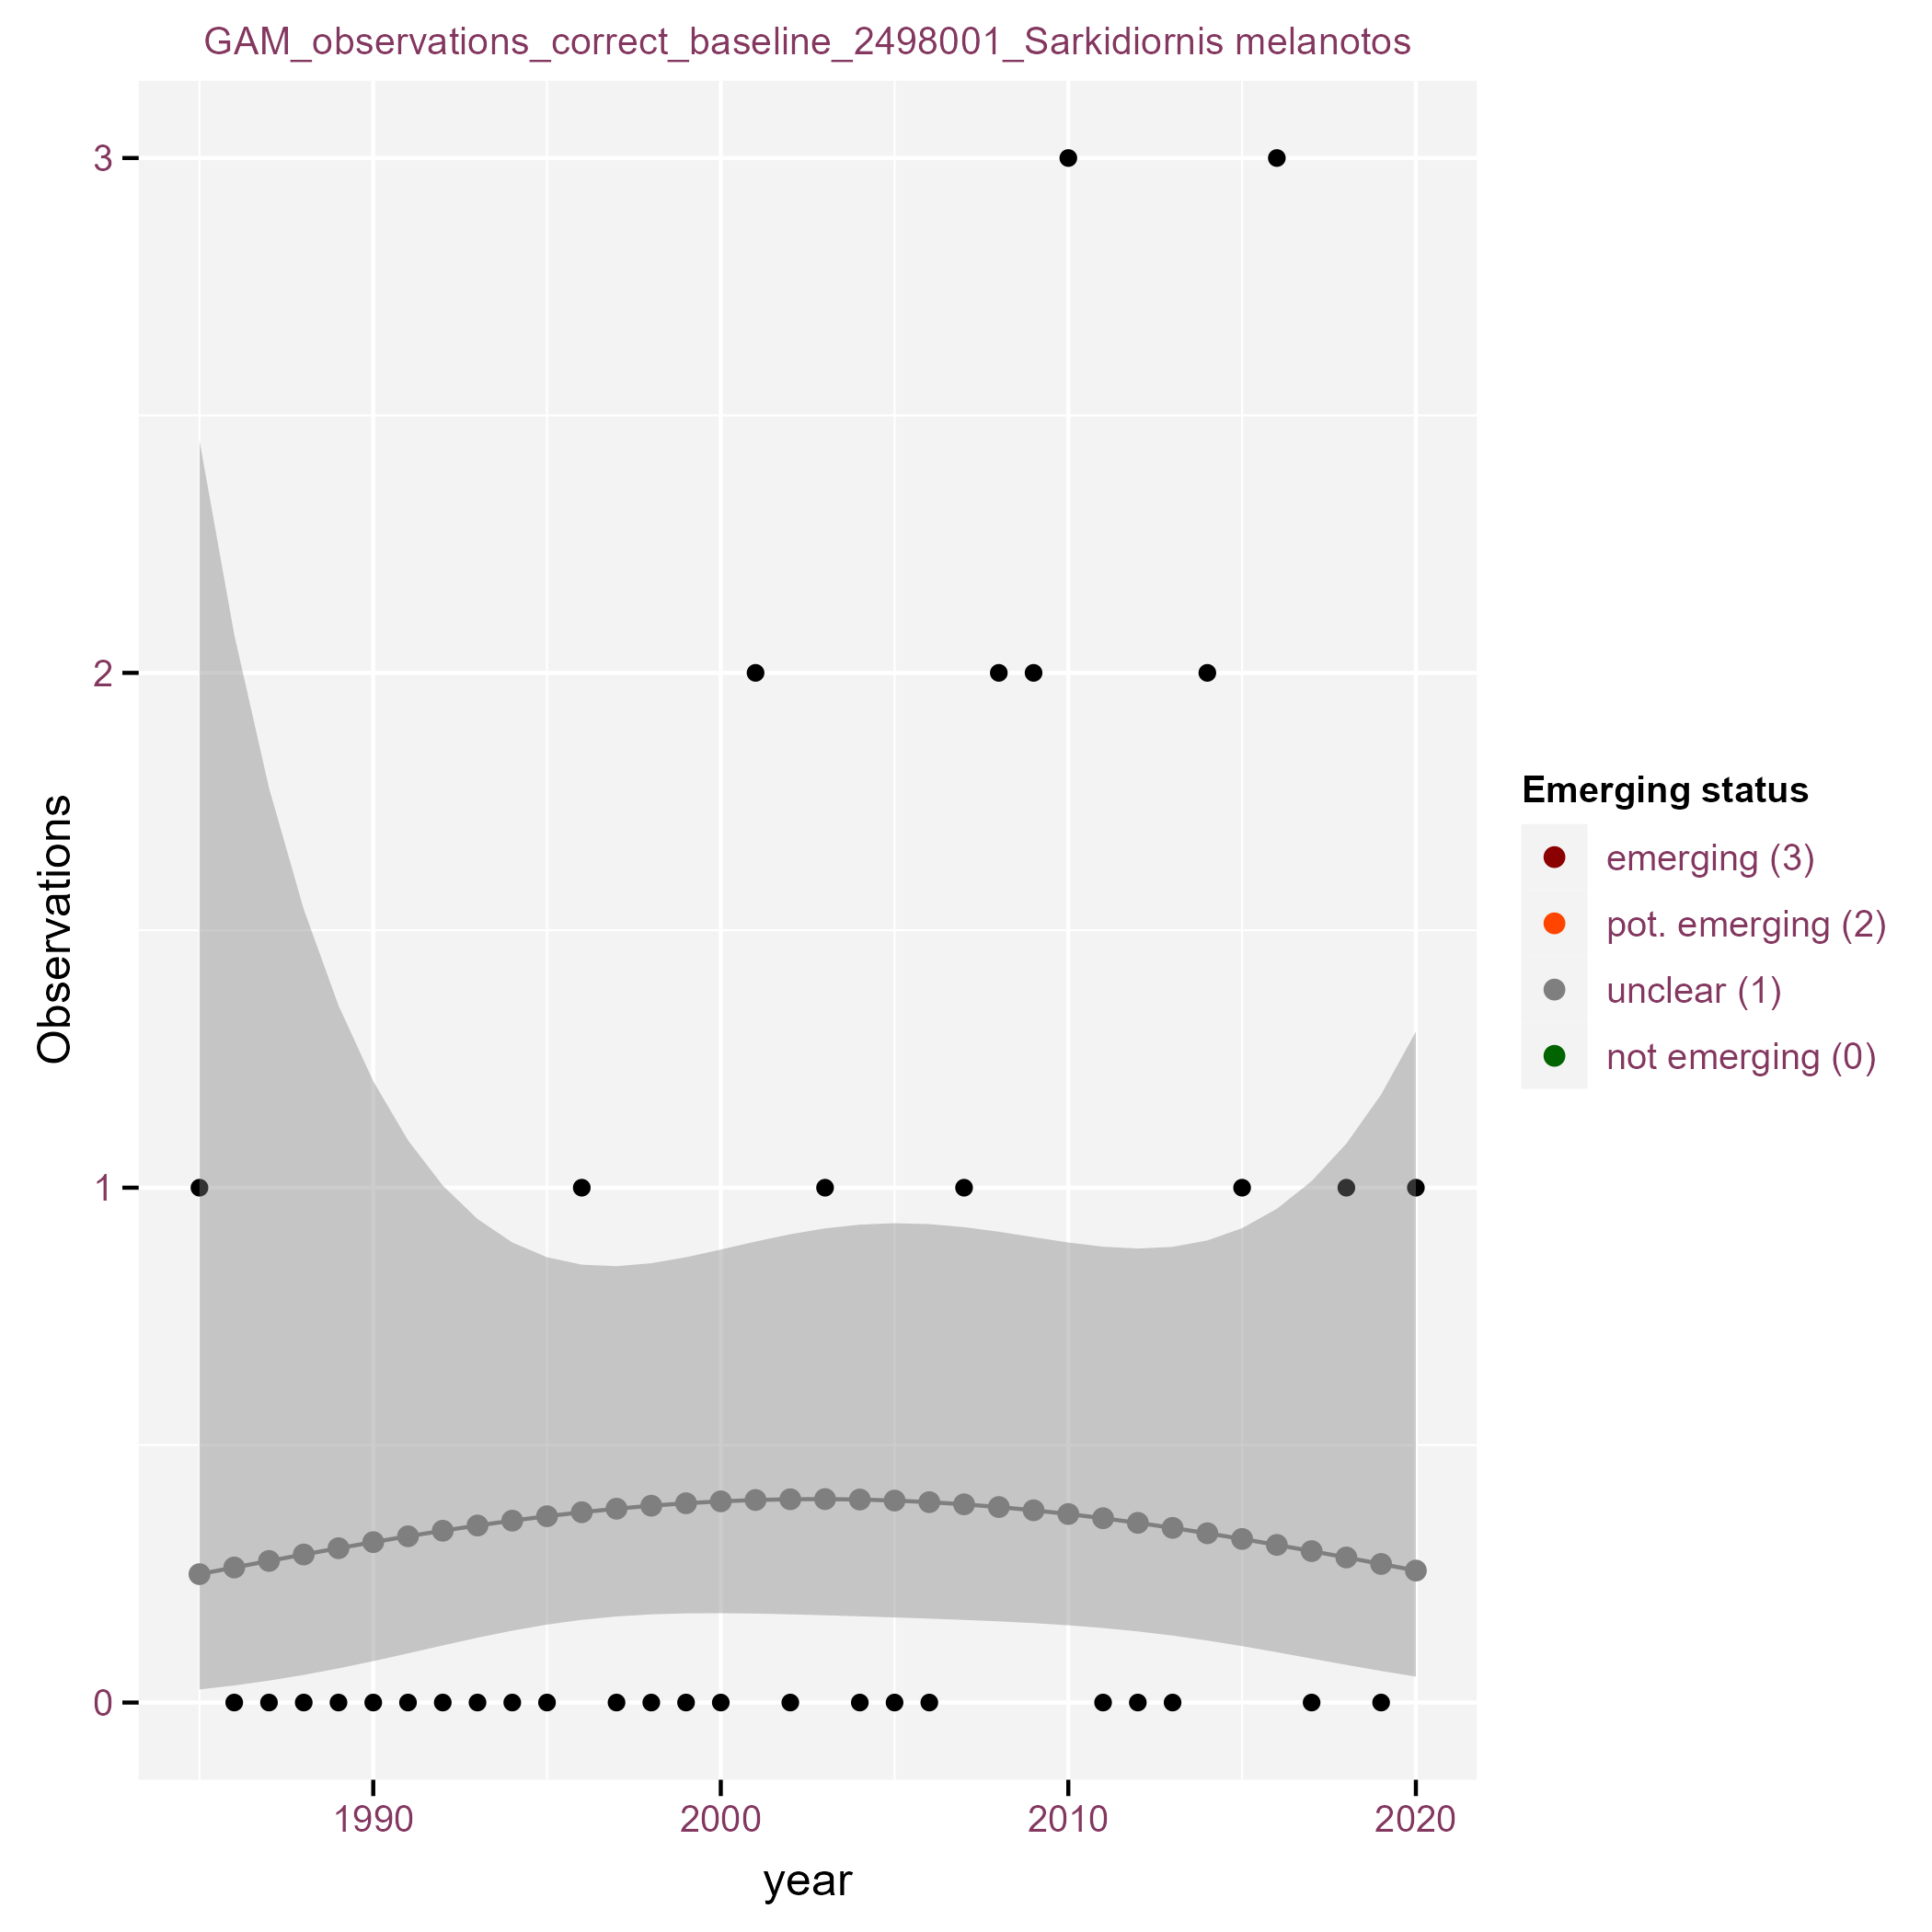 GAM_observations_correct_baseline_2498001_Sarkidiornis melanotos
3
2
1
0
Observations
1990
2000
2010
2020
year
Emerging status
emerging (3)
pot. emerging (2)
unclear (1)
not emerging (0)